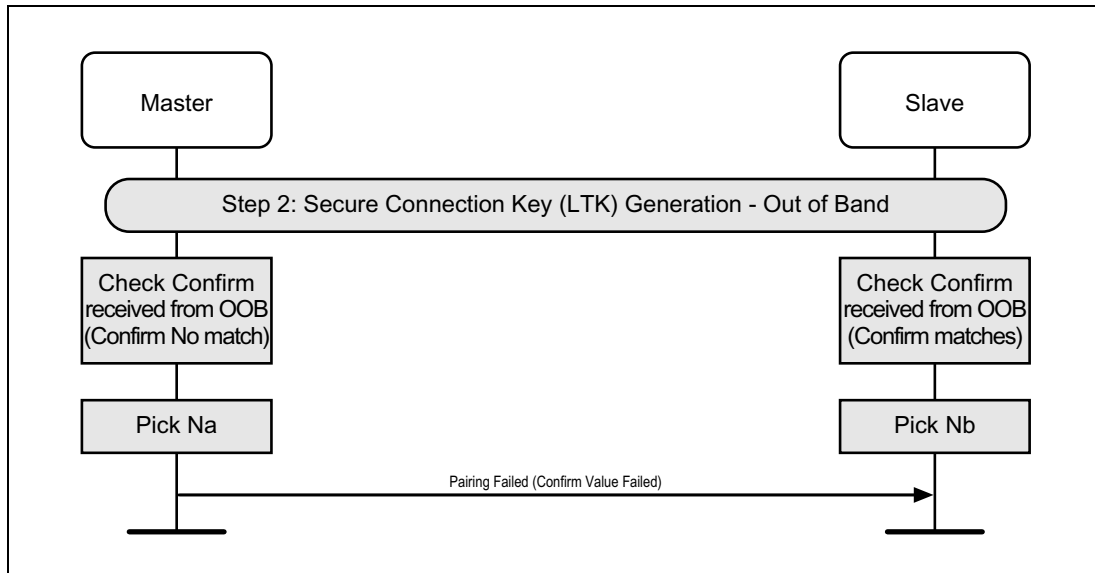 Master
Slave
Step 2: Secure Connection Key (LTK) Generation - Out of Band
Check Confirm
received from OOB
(Confirm No match)
Check Confirm
received from OOB
(Confirm matches)
Pick Na
Pick Nb
Pairing Failed (Confirm Value Failed)